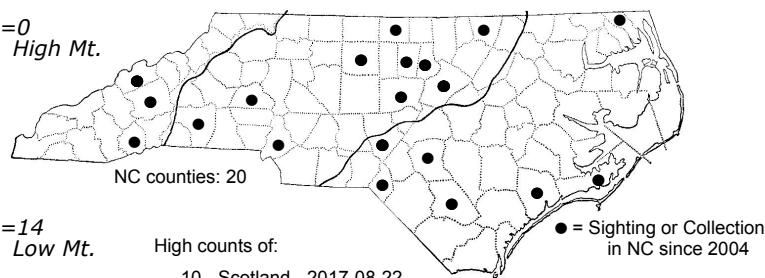 =0
High Mt.
NC counties: 20
=14
Low Mt.
High counts of:
● = Sighting or Collection
in NC since 2004
10 - Scotland - 2017-08-22